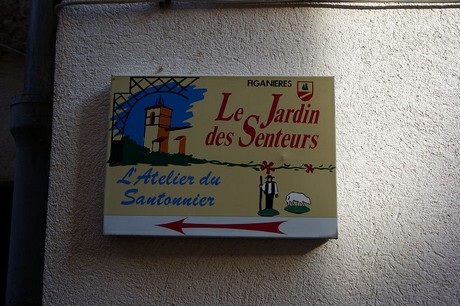 FIGANIERES
Le Jardin
des Senteurs
L'Atelier du
Santonnier